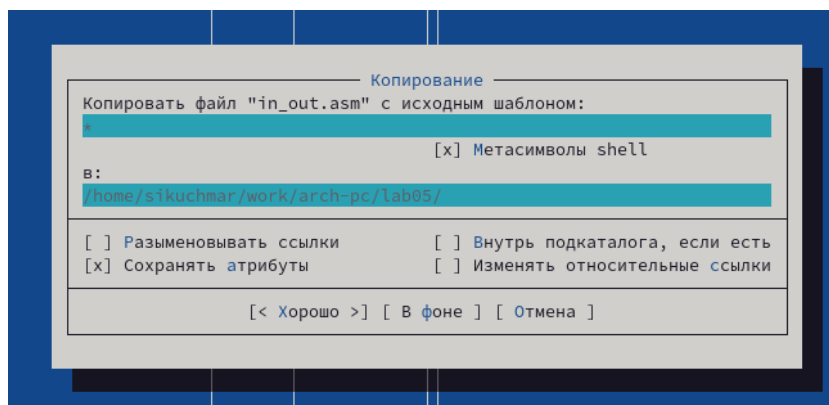 Копирование
Копировать файл "in_out.asm" с исходным шаблоном:
*
[x] Метасимволы shell
в:
/home/sikuchmar/work/arch-pc/lab05/
[ ] Разыменовывать ссылки [ ] Внутрь подкаталога, если есть
[x] Сохранять атрибуты [ ] Изменять относительные ссылки
[< Хорошо >] [ В фоне ] [ Отмена ]